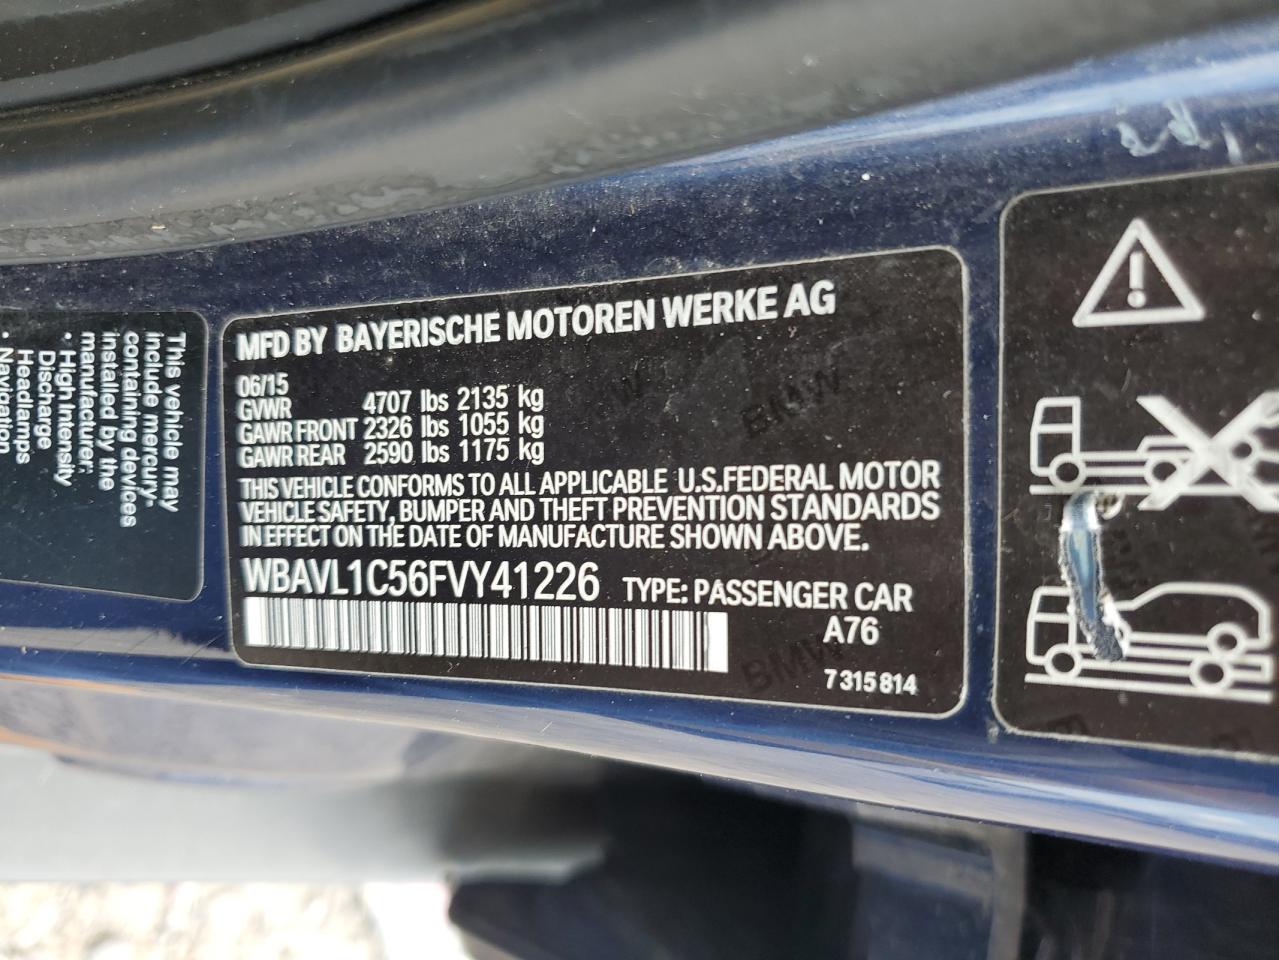 This vehicle may
include mercury-
containing devices
installed by the
manufacturer:
• High Intensity
Discharge
Headlamps
• Navigation
MFD BY BAYERISCHE MOTOREN WERKE AG
06/15
GVWR 4707 lbs 2135 kg
GAWR FRONT 2326 lbs 1055 kg
GAWR REAR 2590 lbs 1175 kg
THIS VEHICLE CONFORMS TO ALL APPLICABLE U.S.FEDERAL MOTOR
VEHICLE SAFETY, BUMPER AND THEFT PREVENTION STANDARDS
IN EFFECT ON THE DATE OF MANUFACTURE SHOWN ABOVE.
WBAVL1C56FVY41226 TYPE: PASSENGER CAR
A76
7 315 814
BMW
BMW